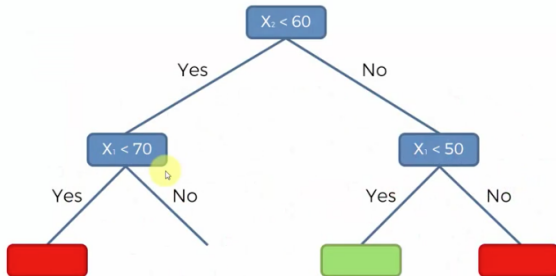 X₂ < 60
Yes
No
X₁ < 70
X₁ < 50
Yes
No
Yes
No